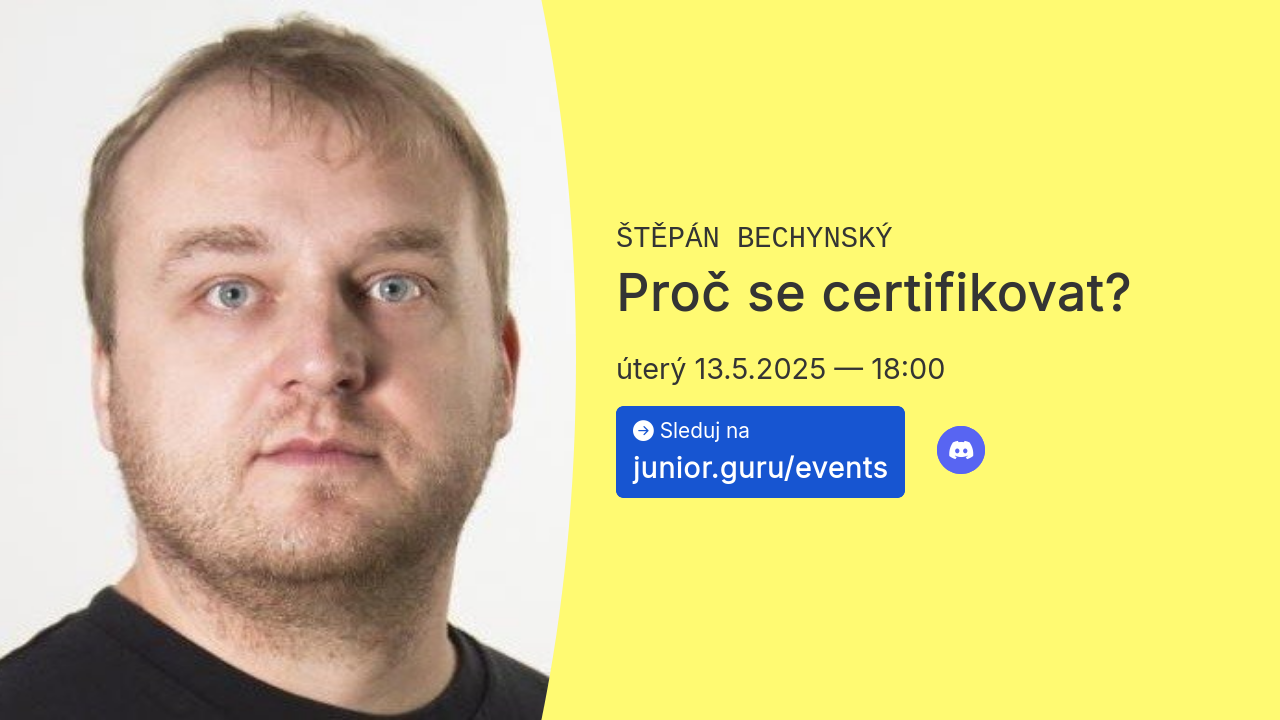 ŠTĚPÁN BECHYNSKÝ
Proč se certifikovat?
úterý 13.5.2025 — 18:00
Sleduj na
junior.guru/events